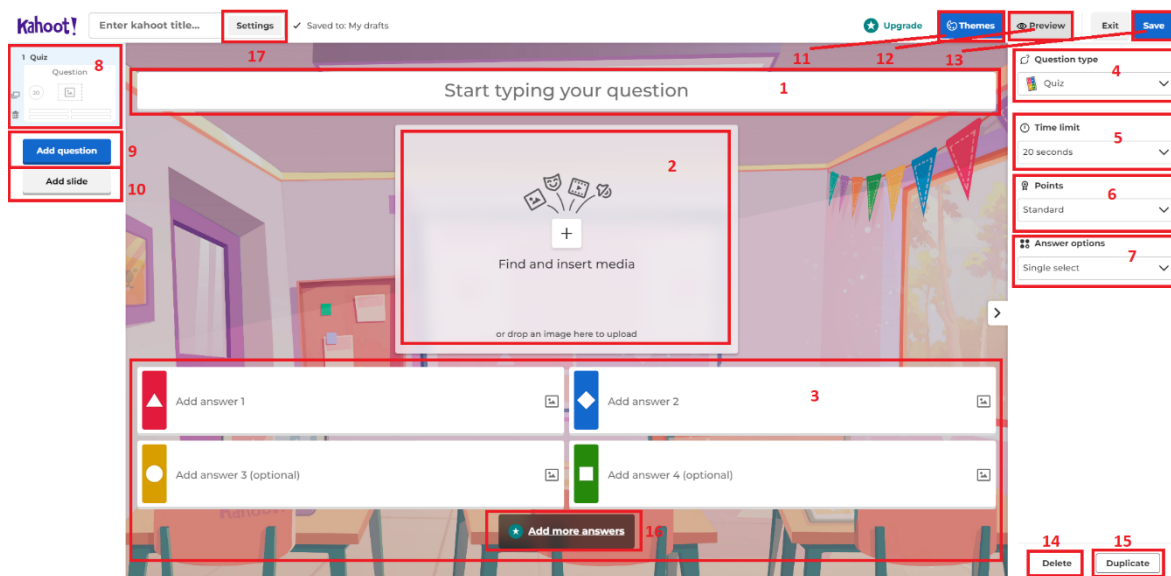 Kahoot!
Enter kahoot title...
Settings
✓ Saved to: My drafts
Upgrade
Themes
Preview
Exit
Save
17
11
12
13
1 Quiz
8
Question
30
Add question
9
Add slide
10
Start typing your question
1
2
Find and insert media
or drop an image here to upload
Add answer 1
Add answer 2
3
Add answer 3 (optional)
Add answer 4 (optional)
Add more answers
16
Question type
4
Quiz
Time limit
5
20 seconds
Points
6
Standard
Answer options
7
Single select
14
15
Delete
Duplicate